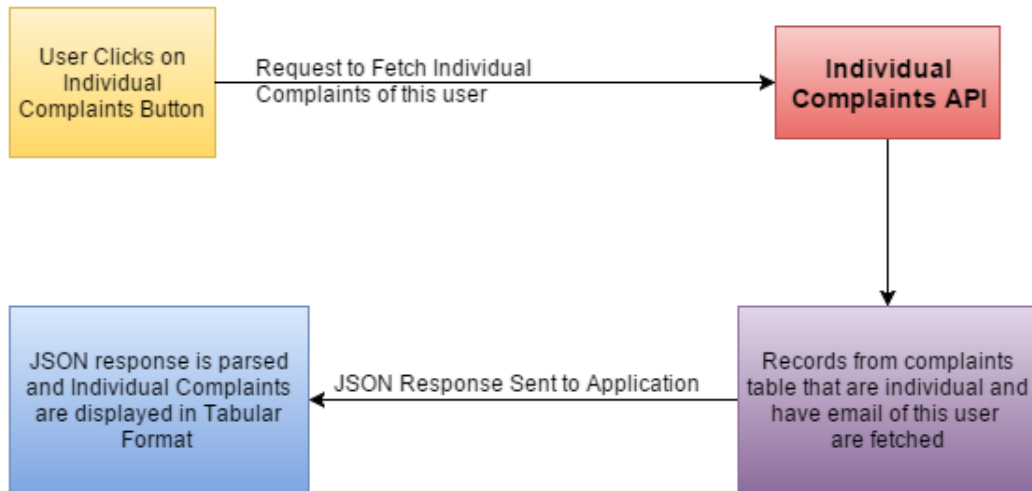 User Clicks on
Individual
Complaints Button
Request to Fetch Individual
Complaints of this user
Individual
Complaints API
Records from complaints
table that are individual and
have email of this user
are fetched
JSON Response Sent to Application
JSON response is parsed
and Individual Complaints
are displayed in Tabular
Format